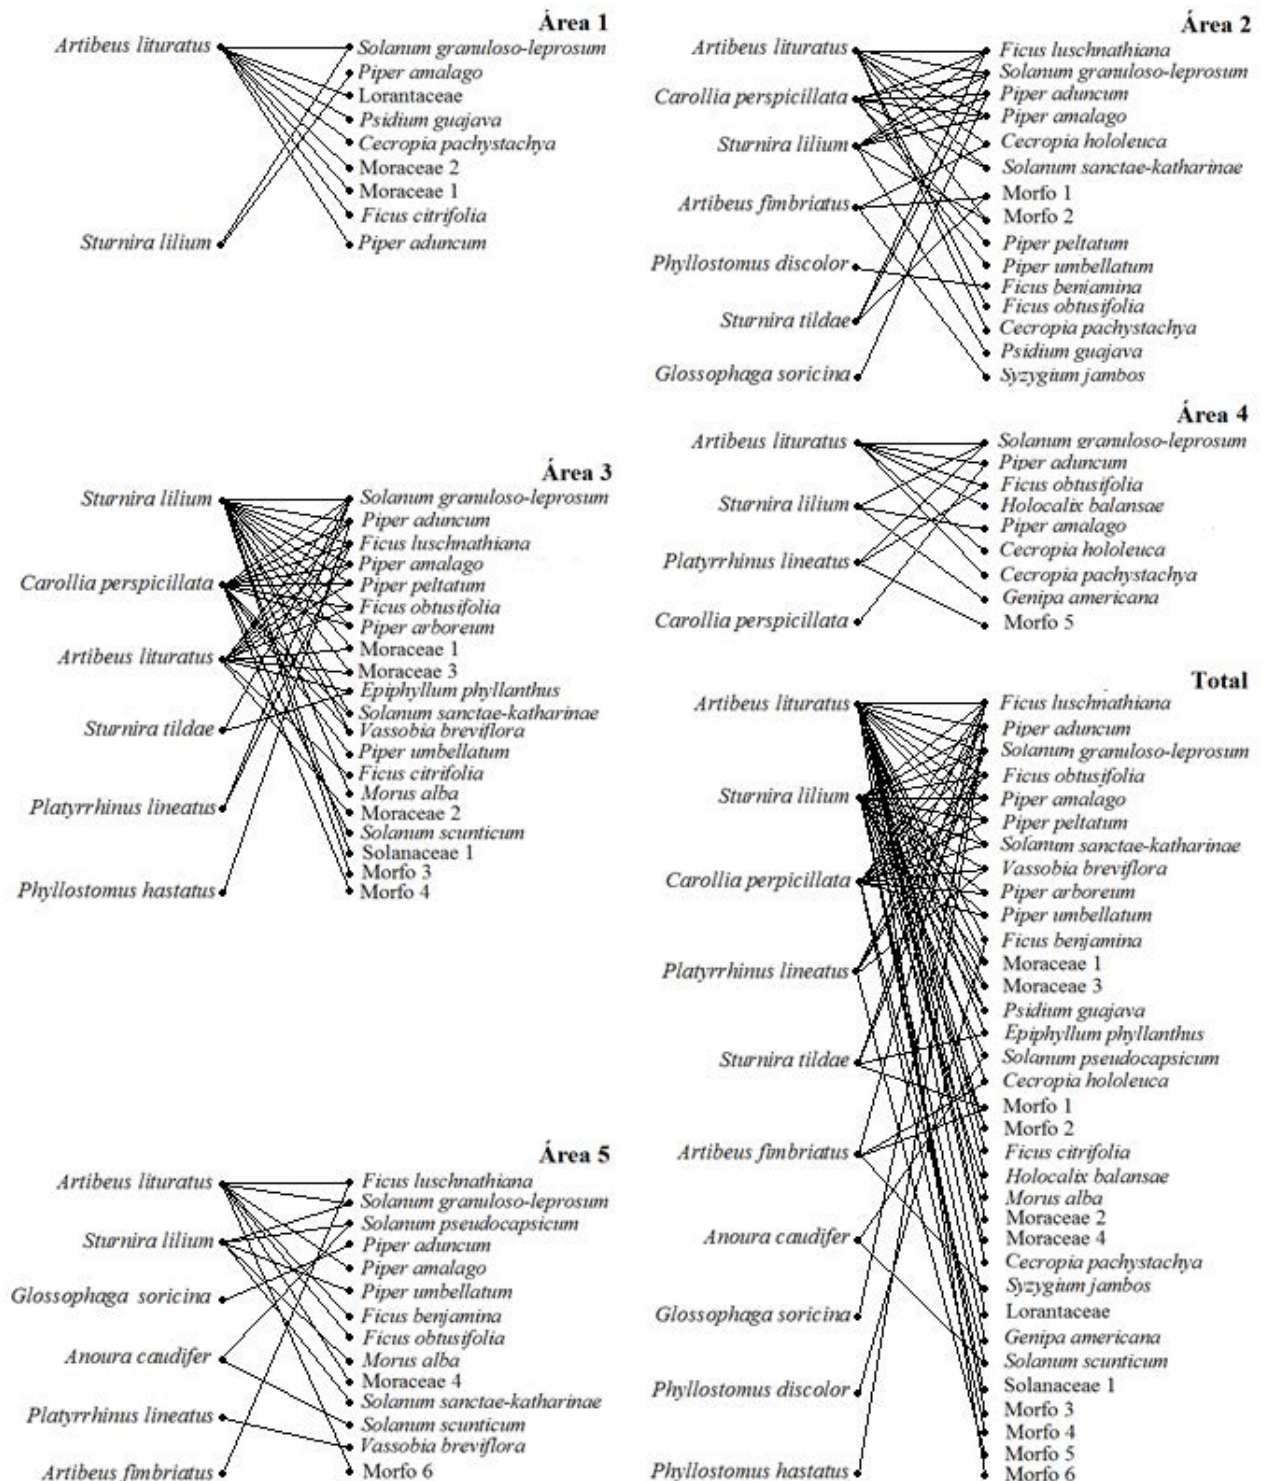 Área 1
Artibeus lituratus
Sturnira lilium
Solanum granuloso-leprosum
Piper amalago
Lorantaceae
Psidium guajava
Cecropia pachystachya
Moraceae 2
Moraceae 1
Ficus citrifolia
Piper aduncum
Área 2
Artibeus lituratus
Carollia perspicillata
Sturnira lilium
Artibeus fimbriatus
Phyllostomus discolor
Sturnira tildae
Glossophaga soricina
Ficus luschnathiana
Solanum granuloso-leprosum
Piper aduncum
Piper amalago
Cecropia hololeuca
Solanum sanctae-katharinae
Morfo 1
Morfo 2
Piper peltatum
Piper umbellatum
Ficus benjamina
Ficus obtusifolia
Cecropia pachystachya
Psidium guajava
Syzygium jambos
Área 3
Sturnira lilium
Carollia perspicillata
Artibeus lituratus
Sturnira tildae
Platyrrhinus lineatus
Phyllostomus hastatus
Solanum granuloso-leprosum
Piper aduncum
Ficus luschnathiana
Piper amalago
Piper peltatum
Ficus obtusifolia
Piper arboreum
Moraceae 1
Moraceae 3
Epiphyllum phyllanthus
Solanum sanctae-katharinae
Vassobia breviflora
Piper umbellatum
Ficus citrifolia
Morus alba
Moraceae 2
Solanum scunticum
Solanaceae 1
Morfo 3
Morfo 4
Área 4
Artibeus lituratus
Sturnira lilium
Platyrrhinus lineatus
Carollia perspicillata
Solanum granuloso-leprosum
Piper aduncum
Ficus obtusifolia
Holocalix balansae
Piper amalago
Cecropia hololeuca
Cecropia pachystachya
Genipa americana
Morfo 5
Área 5
Artibeus lituratus
Sturnira lilium
Glossophaga soricina
Anoura caudifer
Platyrrhinus lineatus
Artibeus fimbriatus
Ficus luschnathiana
Solanum granuloso-leprosum
Solanum pseudocapsicum
Piper aduncum
Piper amalago
Piper umbellatum
Ficus benjamina
Ficus obtusifolia
Morus alba
Moraceae 4
Solanum sanctae-katharinae
Solanum scunticum
Vassobia breviflora
Morfo 6
Total
Artibeus lituratus
Sturnira lilium
Carollia perpicillata
Platyrrhinus lineatus
Sturnira tildae
Artibeus fimbriatus
Anoura caudifer
Glossophaga soricina
Phyllostomus discolor
Phyllostomus hastatus
Ficus luschnathiana
Piper aduncum
Solanum granuloso-leprosum
Ficus obtusifolia
Piper amalago
Piper peltatum
Solanum sanctae-katharinae
Vassobia breviflora
Piper arboreum
Piper umbellatum
Ficus benjamina
Moraceae 1
Moraceae 3
Psidium guajava
Epiphyllum phyllanthus
Solanum pseudocapsicum
Cecropia hololeuca
Morfo 1
Morfo 2
Ficus citrifolia
Holocalix balansae
Morus alba
Moraceae 2
Moraceae 4
Cecropia pachystachya
Syzygium jambos
Lorantaceae
Genipa americana
Solanum scunticum
Solanaceae 1
Morfo 3
Morfo 4
Morfo 5
Morfo 6